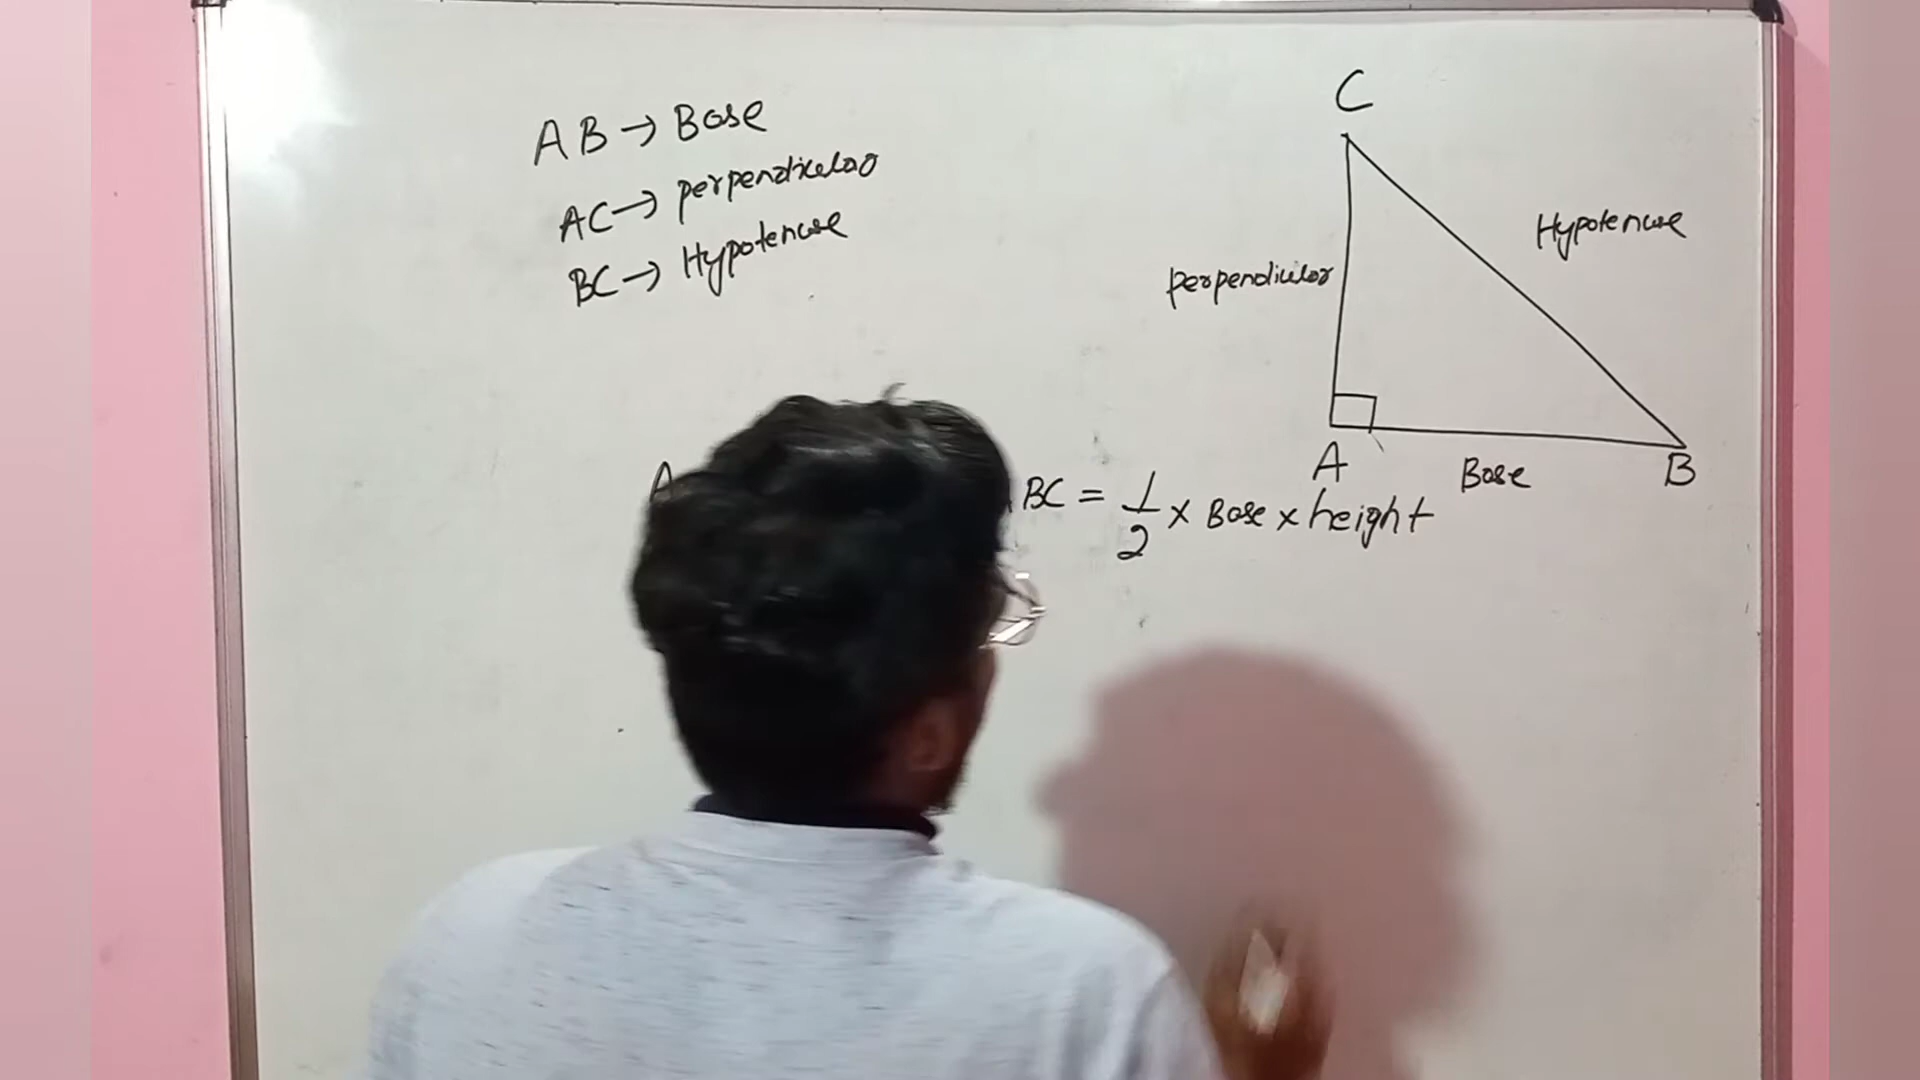 AB → Base
AC → perpendicular
BC → Hypotenuse
C
Hypotenuse
perpendicular
A
Base
B
BC = 1/2 × Base × height